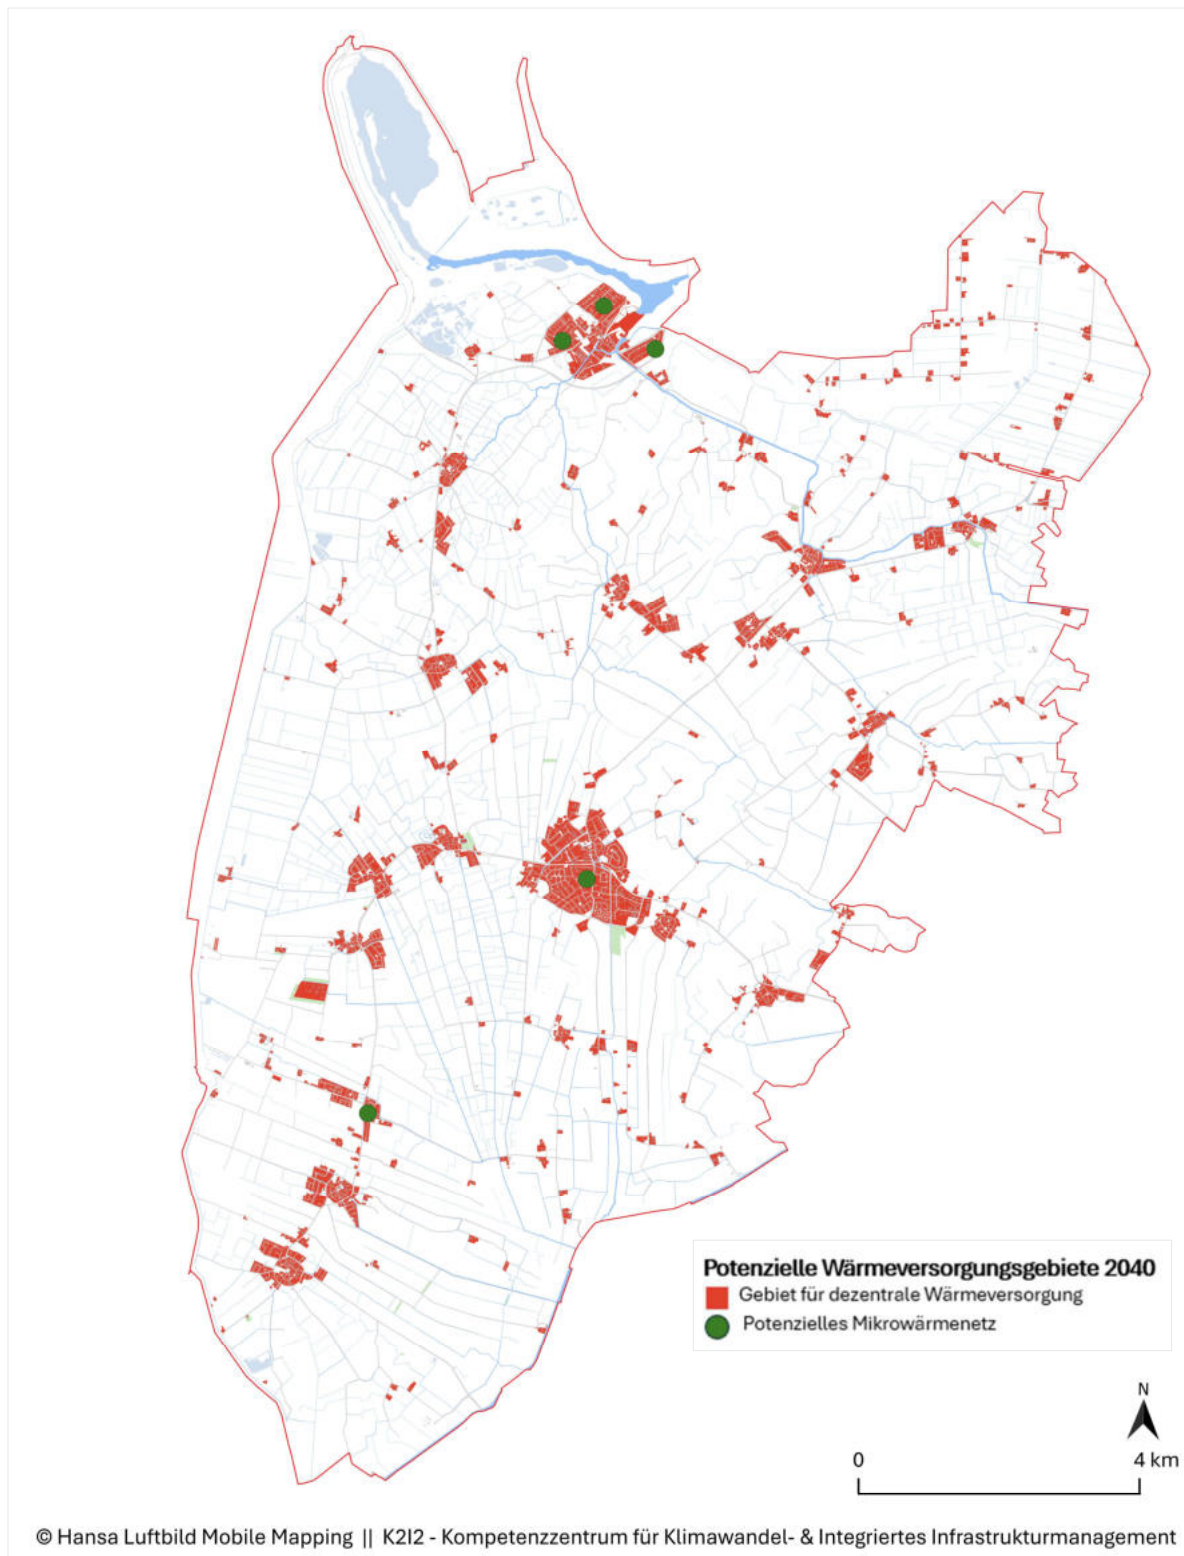 Potenzielle Wärmeversorgungsgebiete 2040
Gebiet für dezentrale Wärmeversorgung
Potenzielles Mikrowärmenetz
N
0 4 km
© Hansa Luftbild Mobile Mapping || K2I2 - Kompetenzzentrum für Klimawandel- & Integriertes Infrastrukturmanagement